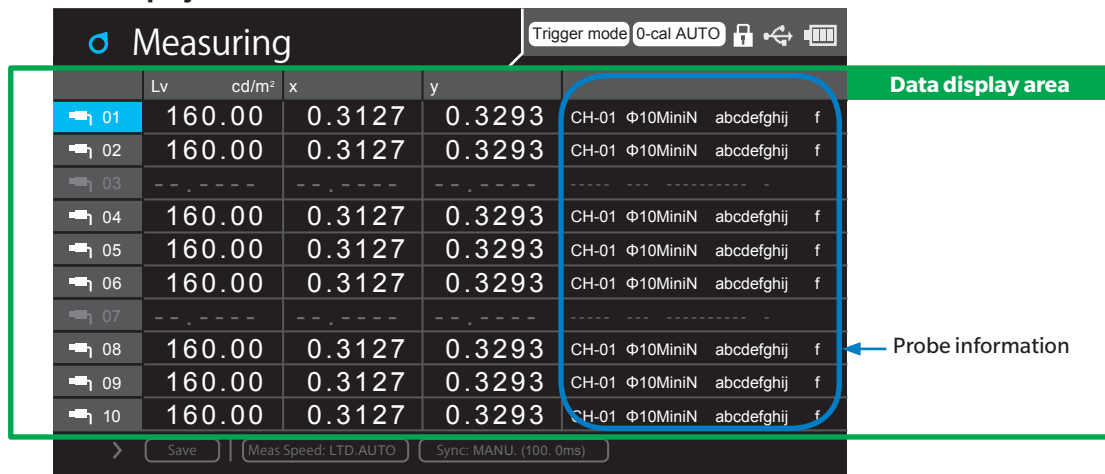 Measuring Trigger mode 0-cal AUTO
Data display area
Lv cd/m² x y
01 160.00 0.3127 0.3293 CH-01 Φ10MiniN abcdefghij f
02 160.00 0.3127 0.3293 CH-01 Φ10MiniN abcdefghij f
03 --.---- --.---- --.---- ----- --- ---------- -
04 160.00 0.3127 0.3293 CH-01 Φ10MiniN abcdefghij f
05 160.00 0.3127 0.3293 CH-01 Φ10MiniN abcdefghij f
06 160.00 0.3127 0.3293 CH-01 Φ10MiniN abcdefghij f
07 --.---- --.---- --.---- ----- --- ---------- -
08 160.00 0.3127 0.3293 CH-01 Φ10MiniN abcdefghij f
Probe information
09 160.00 0.3127 0.3293 CH-01 Φ10MiniN abcdefghij f
10 160.00 0.3127 0.3293 CH-01 Φ10MiniN abcdefghij f
Save Meas Speed: LTD.AUTO Sync: MANU. (100. 0ms)